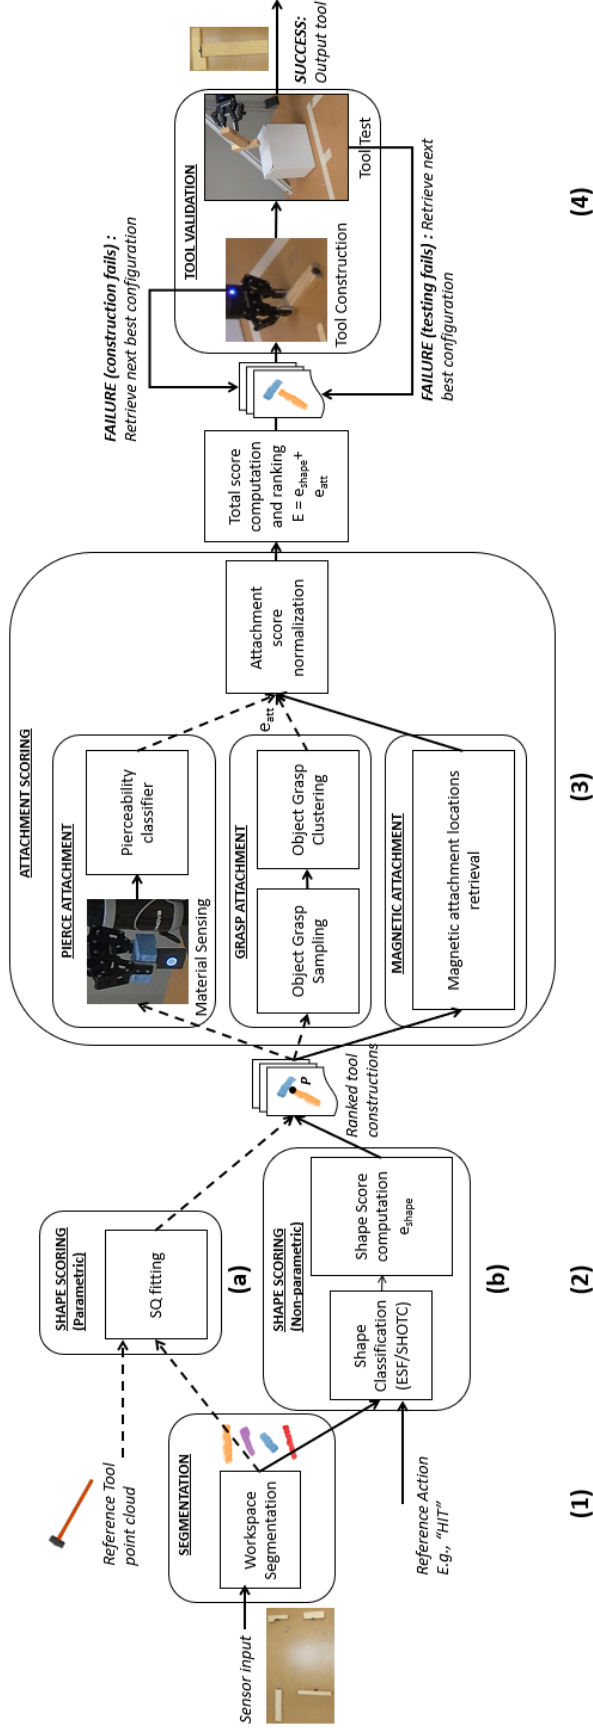 Sensor input
SEGMENTATION
Workspace
Segmentation
(1)
Reference Tool
point cloud
Reference Action
E.g., "HIT"
SHAPE SCORING
(Parametric)
SQ fitting
(a)
SHAPE SCORING
(Non-parametric)
Shape
Classification
(ESF/SHOTC)
Shape Score
computation
eshape
(b)
(2)
P
Ranked tool
constructions
ATTACHMENT SCORING
PIERCE ATTACHMENT
Material Sensing
Pierceability
classifier
GRASP ATTACHMENT
Object Grasp
Sampling
Object Grasp
Clustering
MAGNETIC ATTACHMENT
Magnetic attachment locations
retrieval
eatt
Attachment
score
normalization
(3)
Total score
computation
and ranking
E = eshape+
eatt
FAILURE (construction fails) :
Retrieve next best configuration
TOOL VALIDATION
Tool Construction
Tool Test
FAILURE (testing fails) : Retrieve next
best configuration
SUCCESS:
Output tool
(4)